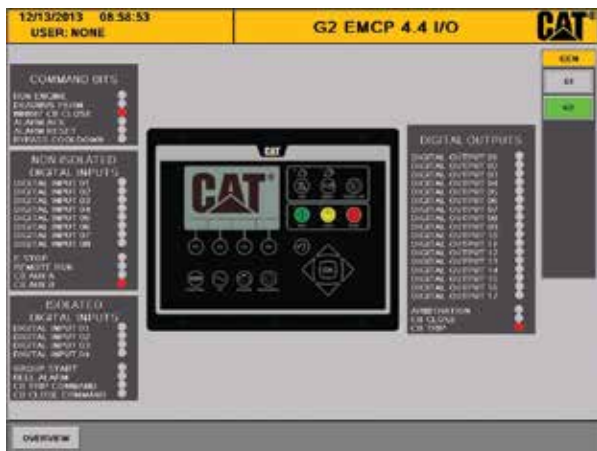 12/13/2013 08:58:53
USER: NONE
G2 EMCP 4.4 I/O
CAT
GEN
G1
G2
COMMAND BITS
RUN ENGINE
DEADBUS PERM
INHIBIT CB CLOSE
ALARM ACK
ALARM RESET
BYPASS COOLDOWN
NON ISOLATED
DIGITAL INPUTS
DIGITAL INPUT 01
DIGITAL INPUT 02
DIGITAL INPUT 03
DIGITAL INPUT 04
DIGITAL INPUT 05
DIGITAL INPUT 06
DIGITAL INPUT 07
DIGITAL INPUT 08
E STOP
REMOTE RUN
CB AUX A
CB AUX B
ISOLATED
DIGITAL INPUTS
DIGITAL INPUT 01
DIGITAL INPUT 02
DIGITAL INPUT 03
DIGITAL INPUT 04
GROUP START
BELL ALARM
CB TRIP COMMAND
CB CLOSE COMMAND
CAT
CAT
OK
DIGITAL OUTPUTS
DIGITAL OUTPUT 01
DIGITAL OUTPUT 02
DIGITAL OUTPUT 03
DIGITAL OUTPUT 04
DIGITAL OUTPUT 05
DIGITAL OUTPUT 06
DIGITAL OUTPUT 07
DIGITAL OUTPUT 08
DIGITAL OUTPUT 09
DIGITAL OUTPUT 10
DIGITAL OUTPUT 11
DIGITAL OUTPUT 12
DIGITAL OUTPUT 13
DIGITAL OUTPUT 14
DIGITAL OUTPUT 15
DIGITAL OUTPUT 16
DIGITAL OUTPUT 17
ARBITRATION
CB CLOSE
CB TRIP
OVERVIEW